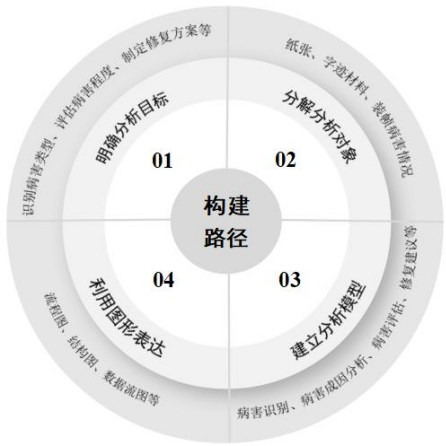 构建
路径
01
明确分析目标
识别病害类型、评估病害程度、制定修复方案等
02
分解分析对象
纸张、字迹材料、装帧病害情况
03
建立分析模型
病害识别、病害成因分析、病害评估、修复建议等
04
利用图形表达
流程图、结构图、数据流图等